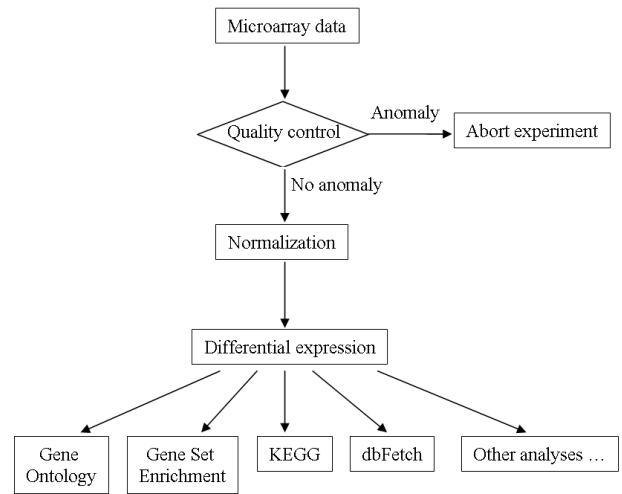 Microarray data
Quality control
Anomaly
Abort experiment
No anomaly
Normalization
Differential expression
Gene
Ontology
Gene Set
Enrichment
KEGG
dbFetch
Other analyses …